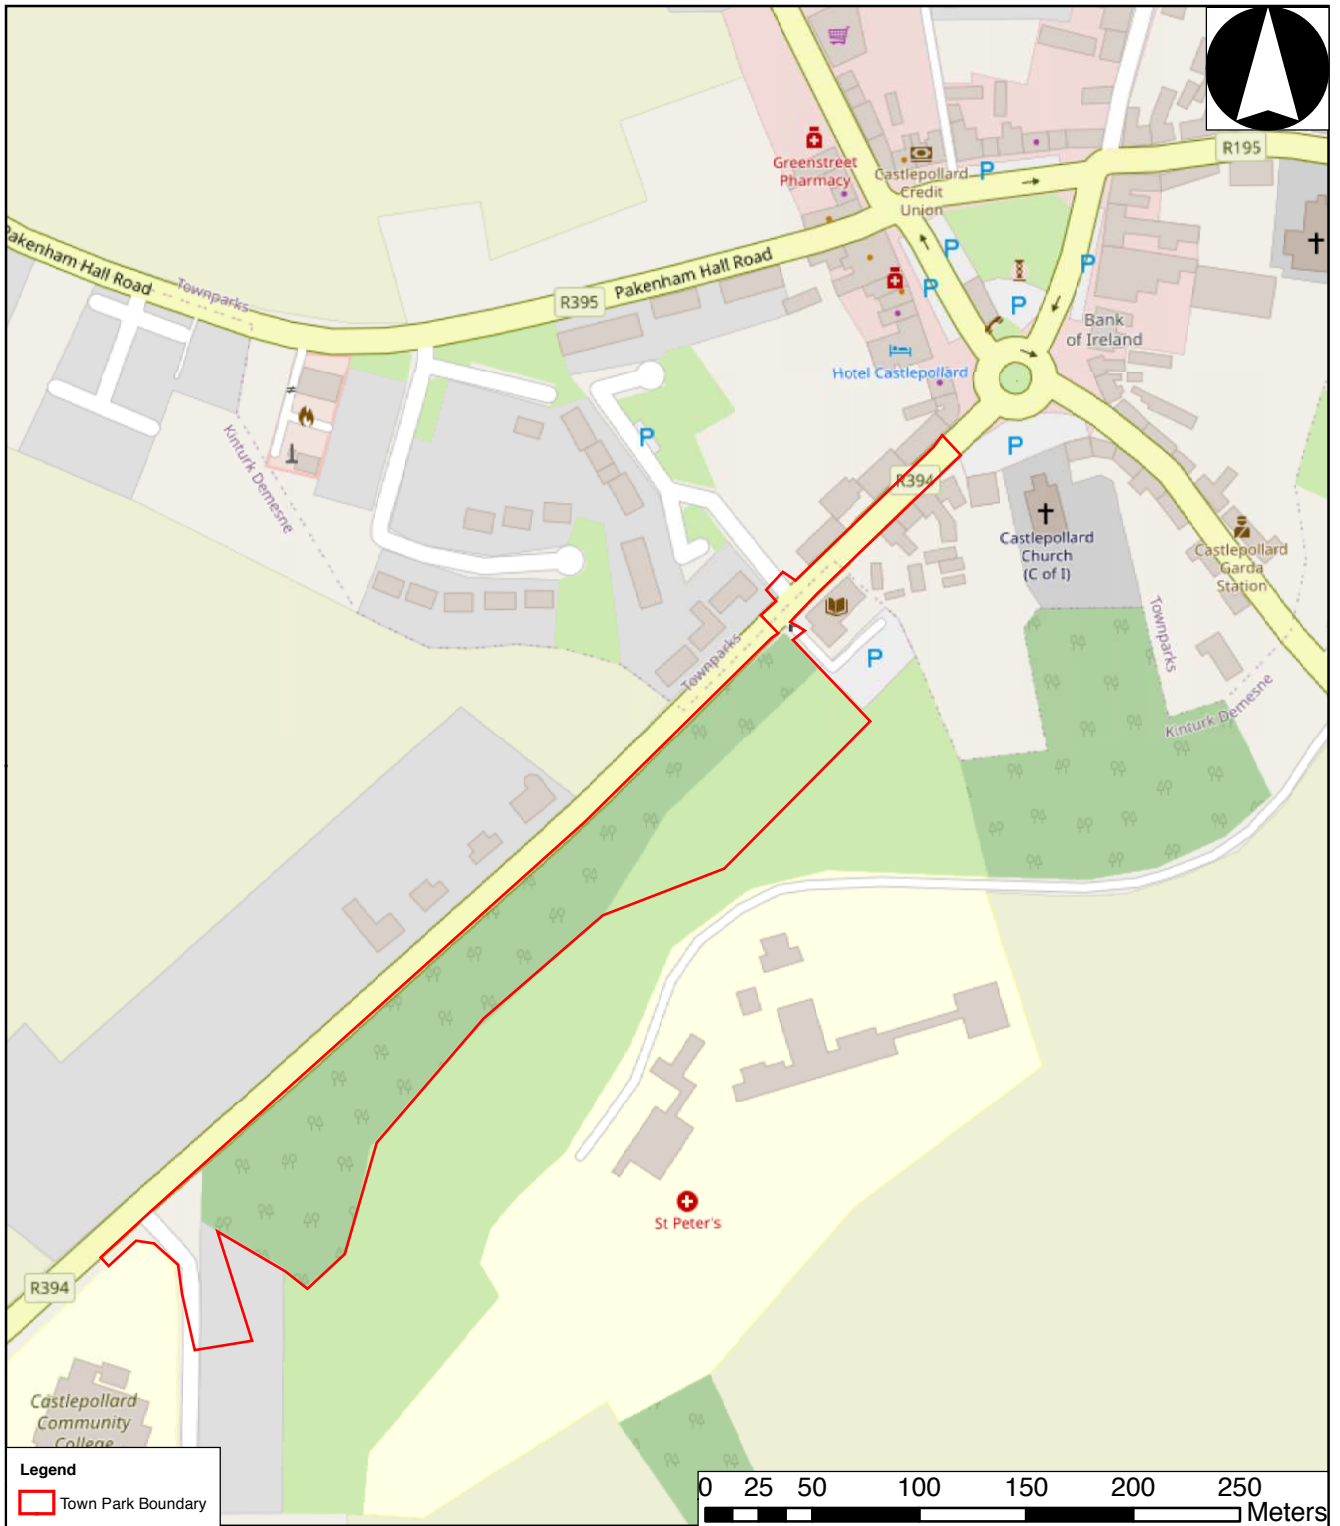 R195
Greenstreet
Pharmacy
Castlepollard
Credit
Union
P
P
P
P
P
Pakenham Hall Road
Townparks
R395
Pakenham Hall Road
Bank
of Ireland
Hotel Castlepollard
P
P
Kinturk Demesne
R394
Castlepollard
Church
(C of I)
Castlepollard
Garda
Station
Townparks
Townparks
P
Kinturk Demesne
St Peter's
R394
Castlepollard
Community
College
Legend
Town Park Boundary
0 25 50 100 150 200 250
Meters